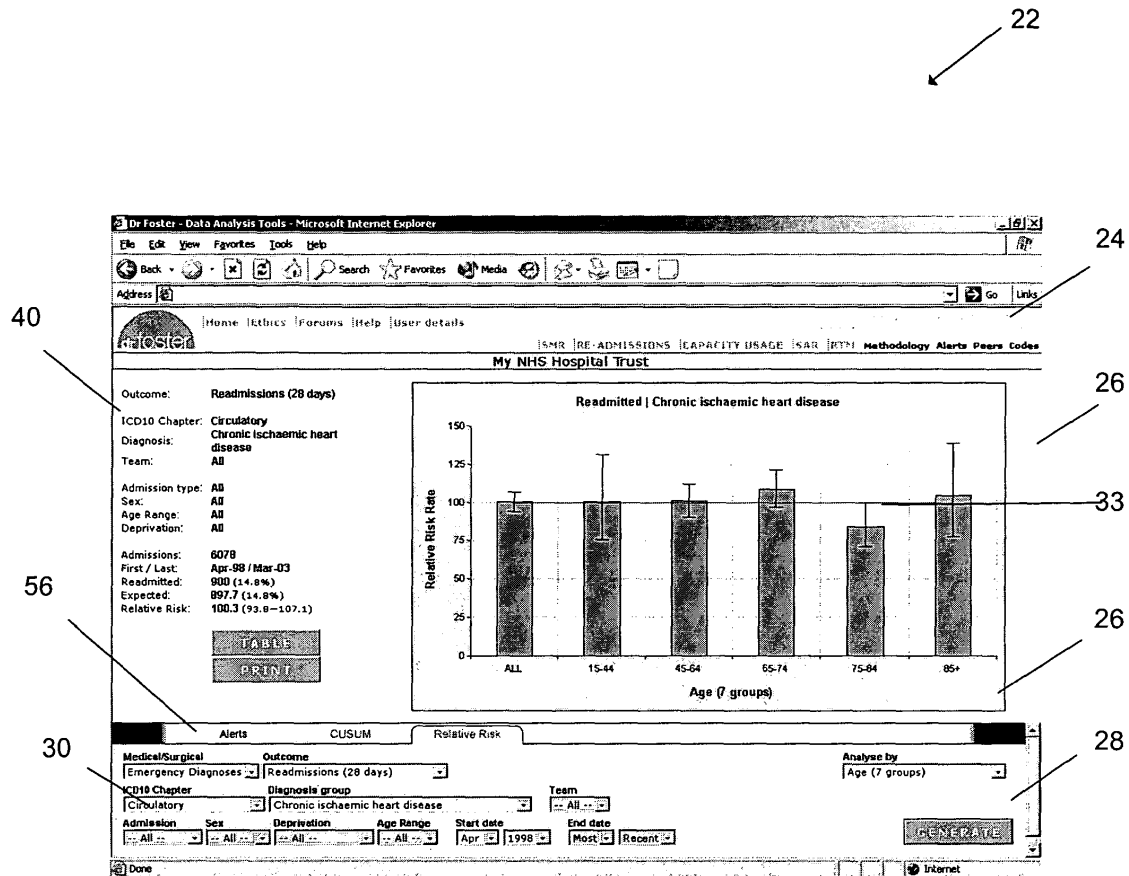 22
Dr Foster - Data Analysis Tools - Microsoft Internet Explorer
File Edit View Favorites Tools Help
Back Search Favorites Media
Address Go Links
24
40
Home Ethics Forums Help User details
dr foster
SMR RE-ADMISSIONS CAPACITY USAGE SAR RTM Methodology Alerts Peers Codes
My NHS Hospital Trust
26
Outcome: Readmissions (28 days)
ICD10 Chapter: Circulatory
Diagnosis: Chronic ischaemic heart disease
Team: All
Admission type: All
Sex: All
Age Range: All
Deprivation: All
Admissions: 6078
First / Last: Apr-98 / Mar-03
Readmitted: 900 (14.8%)
Expected: 897.7 (14.8%)
Relative Risk: 100.3 (93.8-107.1)
TABLE
PRINT
Readmitted | Chronic ischaemic heart disease
Relative Risk Rate
150
125
100
75
50
25
0
33
ALL 15-44 45-64 65-74 75-84 85+
Age (7 groups)
26
56
Alerts CUSUM Relative Risk
30
28
Medical/Surgical Outcome Analyse by
Emergency Diagnoses Readmissions (28 days) Age (7 groups)
ICD10 Chapter Diagnosis group Team
Circulatory Chronic ischaemic heart disease -- All --
Admission Sex Deprivation Age Range Start date End date
-- All -- -- All -- -- All -- -- All -- Apr 1998 Most Recent
GENERATE
Done Internet